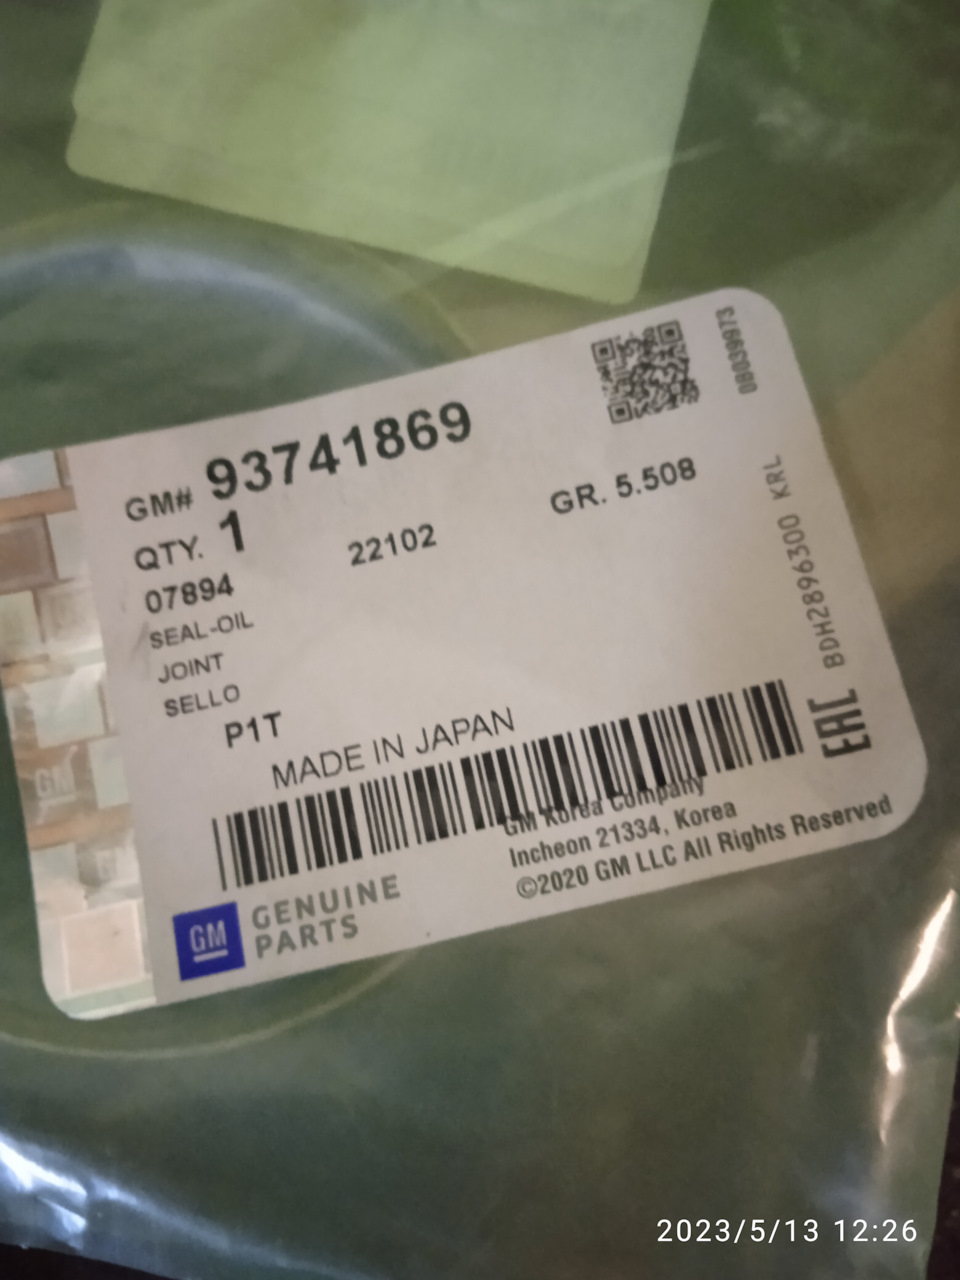 GM# 93741869
QTY. 1
22102
GR. 5.508
07894
SEAL-OIL
JOINT
SELLO
P1T
MADE IN JAPAN
GM Korea Company
Incheon 21334, Korea
©2020 GM LLC All Rights Reserved
GM
GENUINE
PARTS
08039973
BDH2896300 KRL
EAC
GM
2023/5/13 12:26